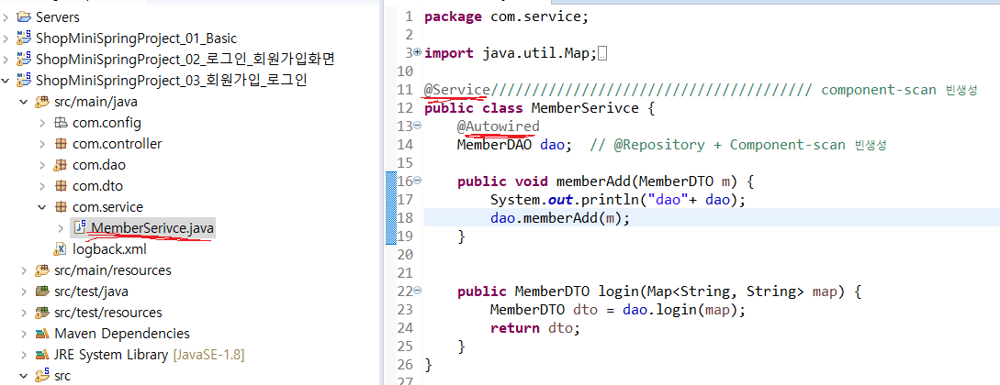 Servers
ShopMiniSpringProject_01_Basic
ShopMiniSpringProject_02_로그인_회원가입화면
ShopMiniSpringProject_03_회원가입_로그인
src/main/java
com.config
com.controller
com.dao
com.dto
com.service
MemberSerivce.java
logback.xml
src/main/resources
src/test/java
src/test/resources
Maven Dependencies
JRE System Library [JavaSE-1.8]
src
1 package com.service;
2
3 import java.util.Map;
10
11 @Service/////////////////////////////////////// component-scan 빈생성
12 public class MemberSerivce {
13 @Autowired
14 MemberDAO dao; // @Repository + Component-scan 빈생성
15
16 public void memberAdd(MemberDTO m) {
17 System.out.println("dao"+ dao);
18 dao.memberAdd(m);
19 }
20
21
22 public MemberDTO login(Map<String, String> map) {
23 MemberDTO dto = dao.login(map);
24 return dto;
25 }
26 }
27